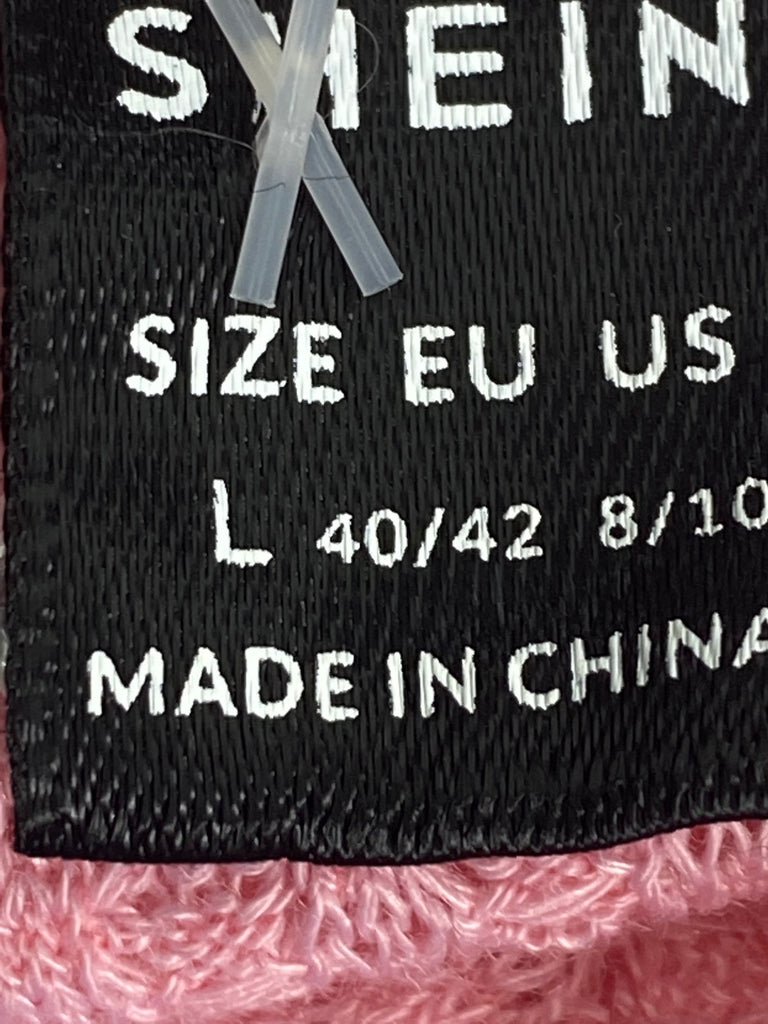 SHEIN
SIZE EU US
L 40/42 8/10
MADE IN CHINA